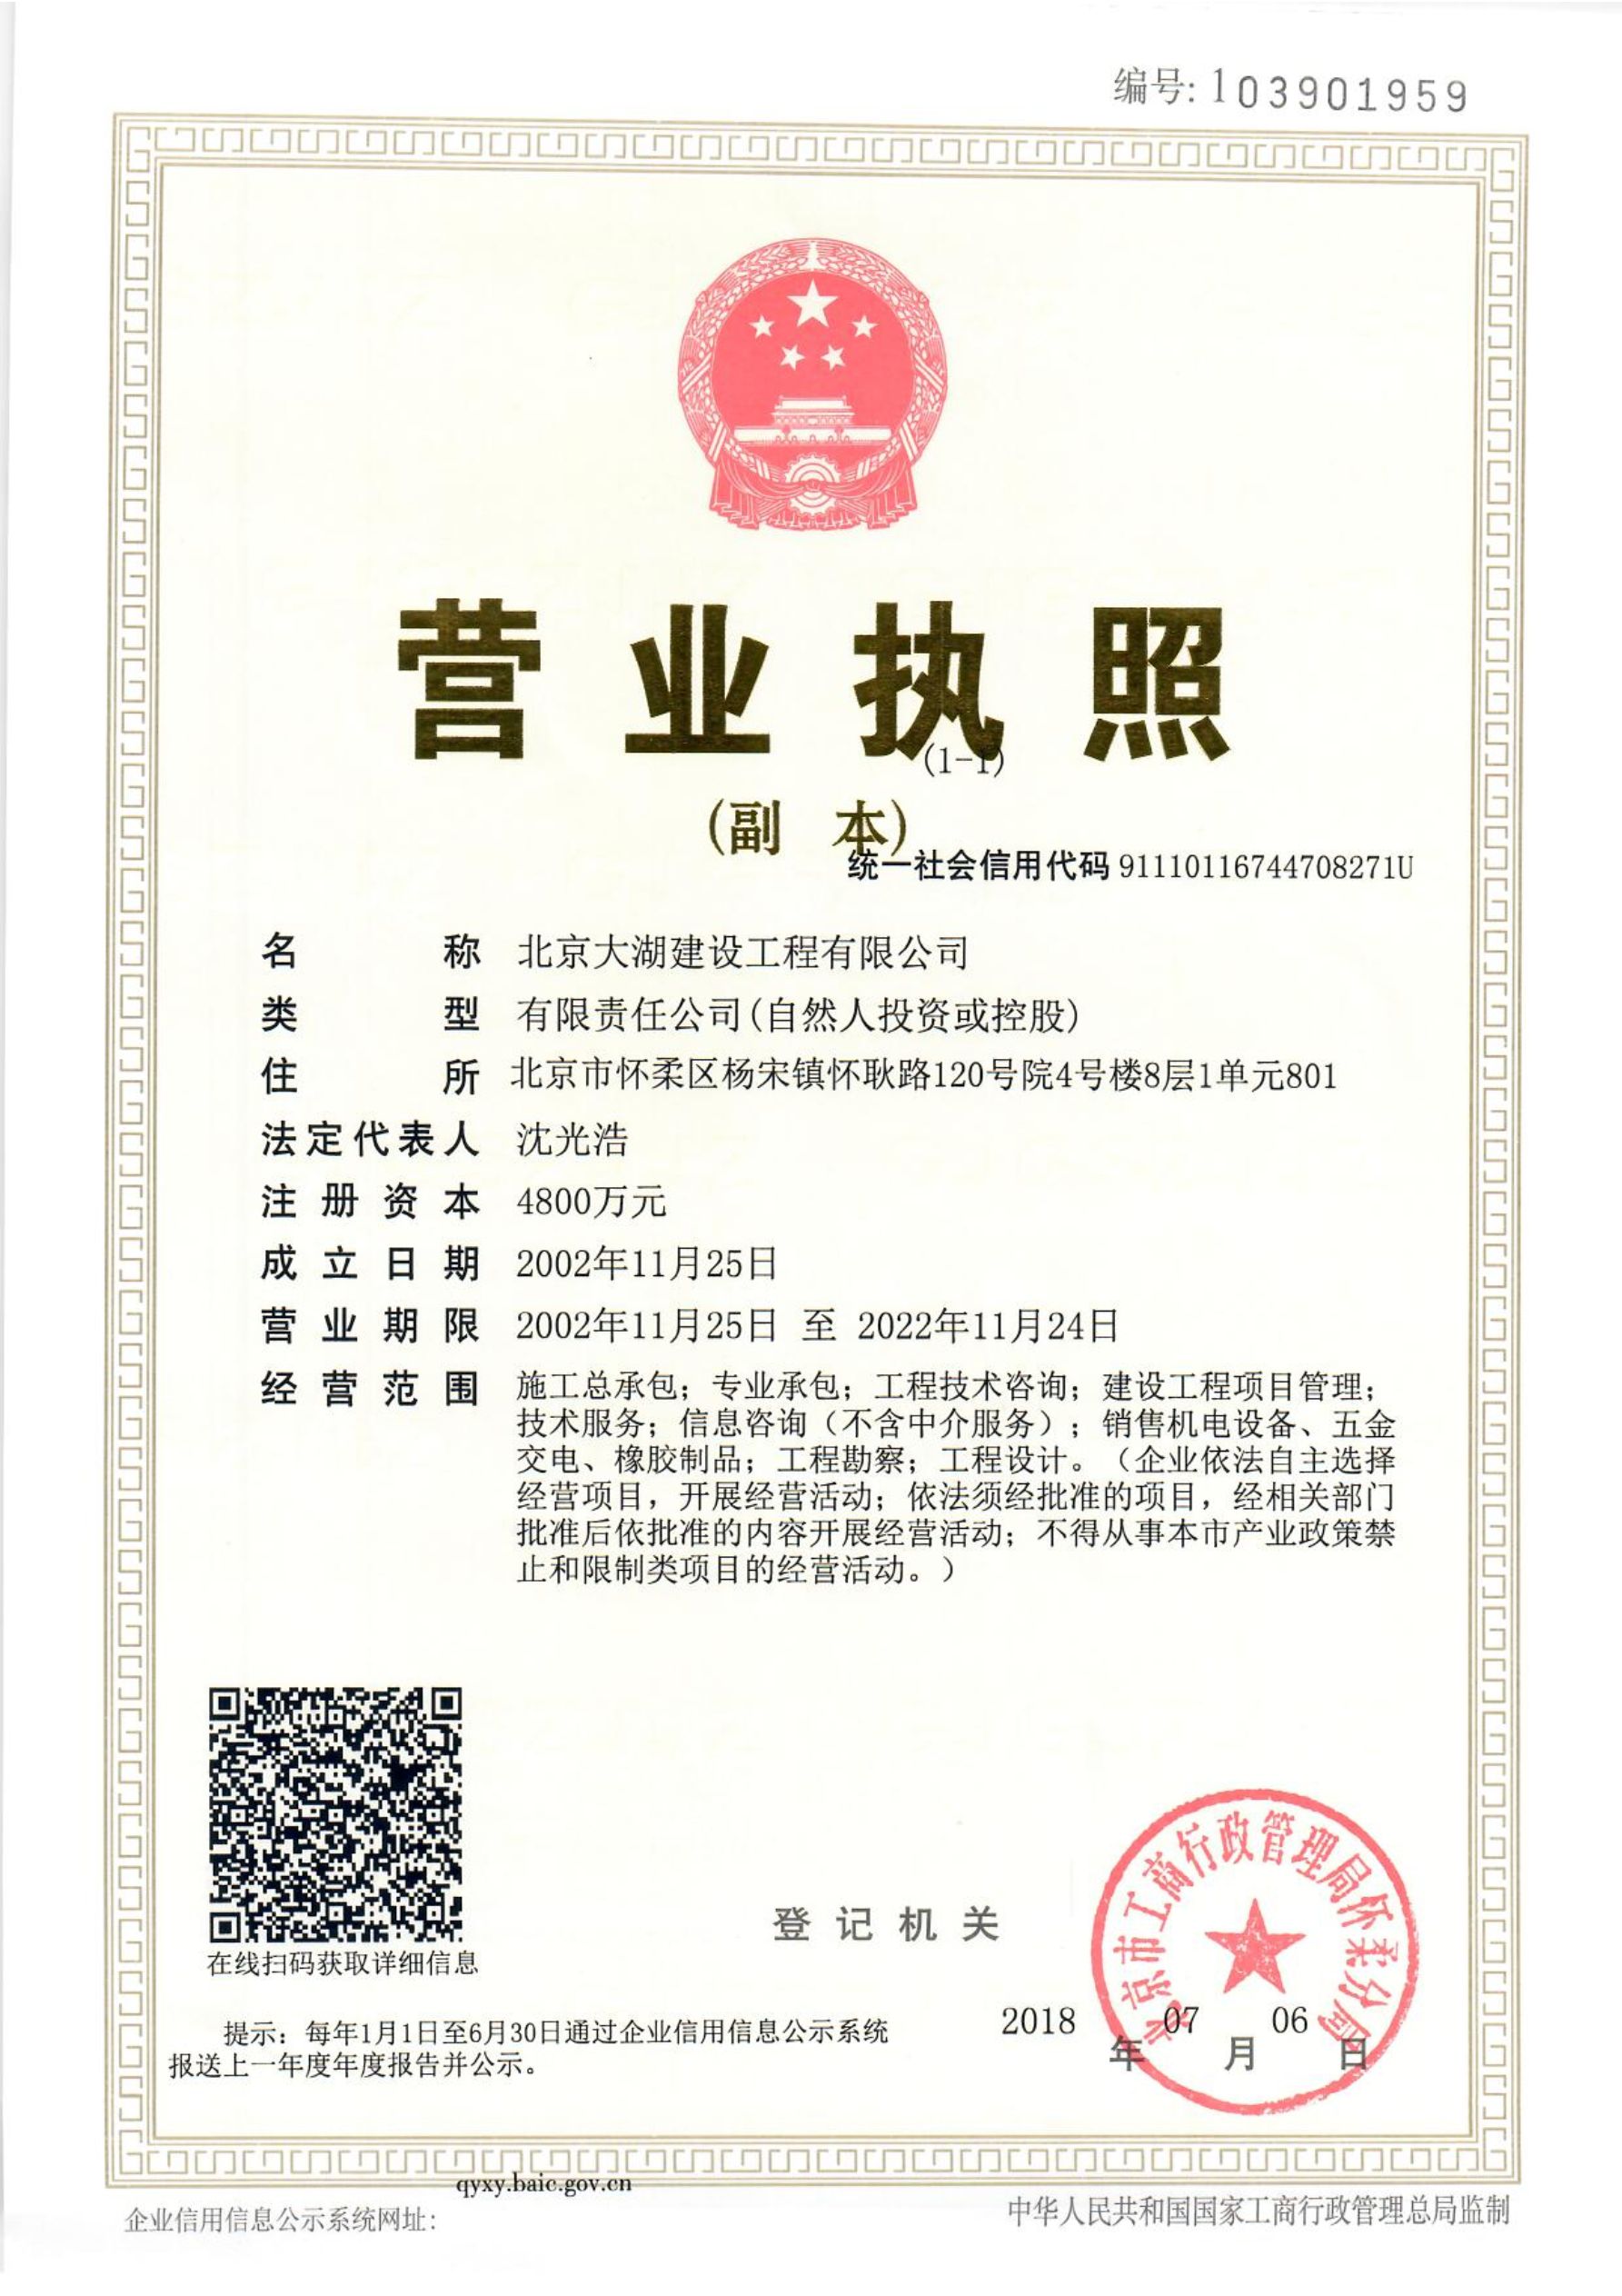 编号: 103901959
营业执照
(1-1)
(副 本)
统一社会信用代码 91110116744708271U
名 称 北京大湖建设工程有限公司
类 型 有限责任公司(自然人投资或控股)
住 所 北京市怀柔区杨宋镇怀耿路120号院4号楼8层1单元801
法定代表人 沈光浩
注册资本 4800万元
成立日期 2002年11月25日
营业期限 2002年11月25日 至 2022年11月24日
经营范围 施工总承包；专业承包；工程技术咨询；建设工程项目管理；
技术服务；信息咨询（不含中介服务）；销售机电设备、五金
交电、橡胶制品；工程勘察；工程设计。（企业依法自主选择
经营项目，开展经营活动；依法须经批准的项目，经相关部门
批准后依批准的内容开展经营活动；不得从事本市产业政策禁
止和限制类项目的经营活动。）
在线扫码获取详细信息
登记机关
北京市工商行政管理局怀柔分局
2018年07月06日
提示：每年1月1日至6月30日通过企业信用信息公示系统
报送上一年度年度报告并公示。
qyxy.baic.gov.cn
企业信用信息公示系统网址：
中华人民共和国国家工商行政管理总局监制